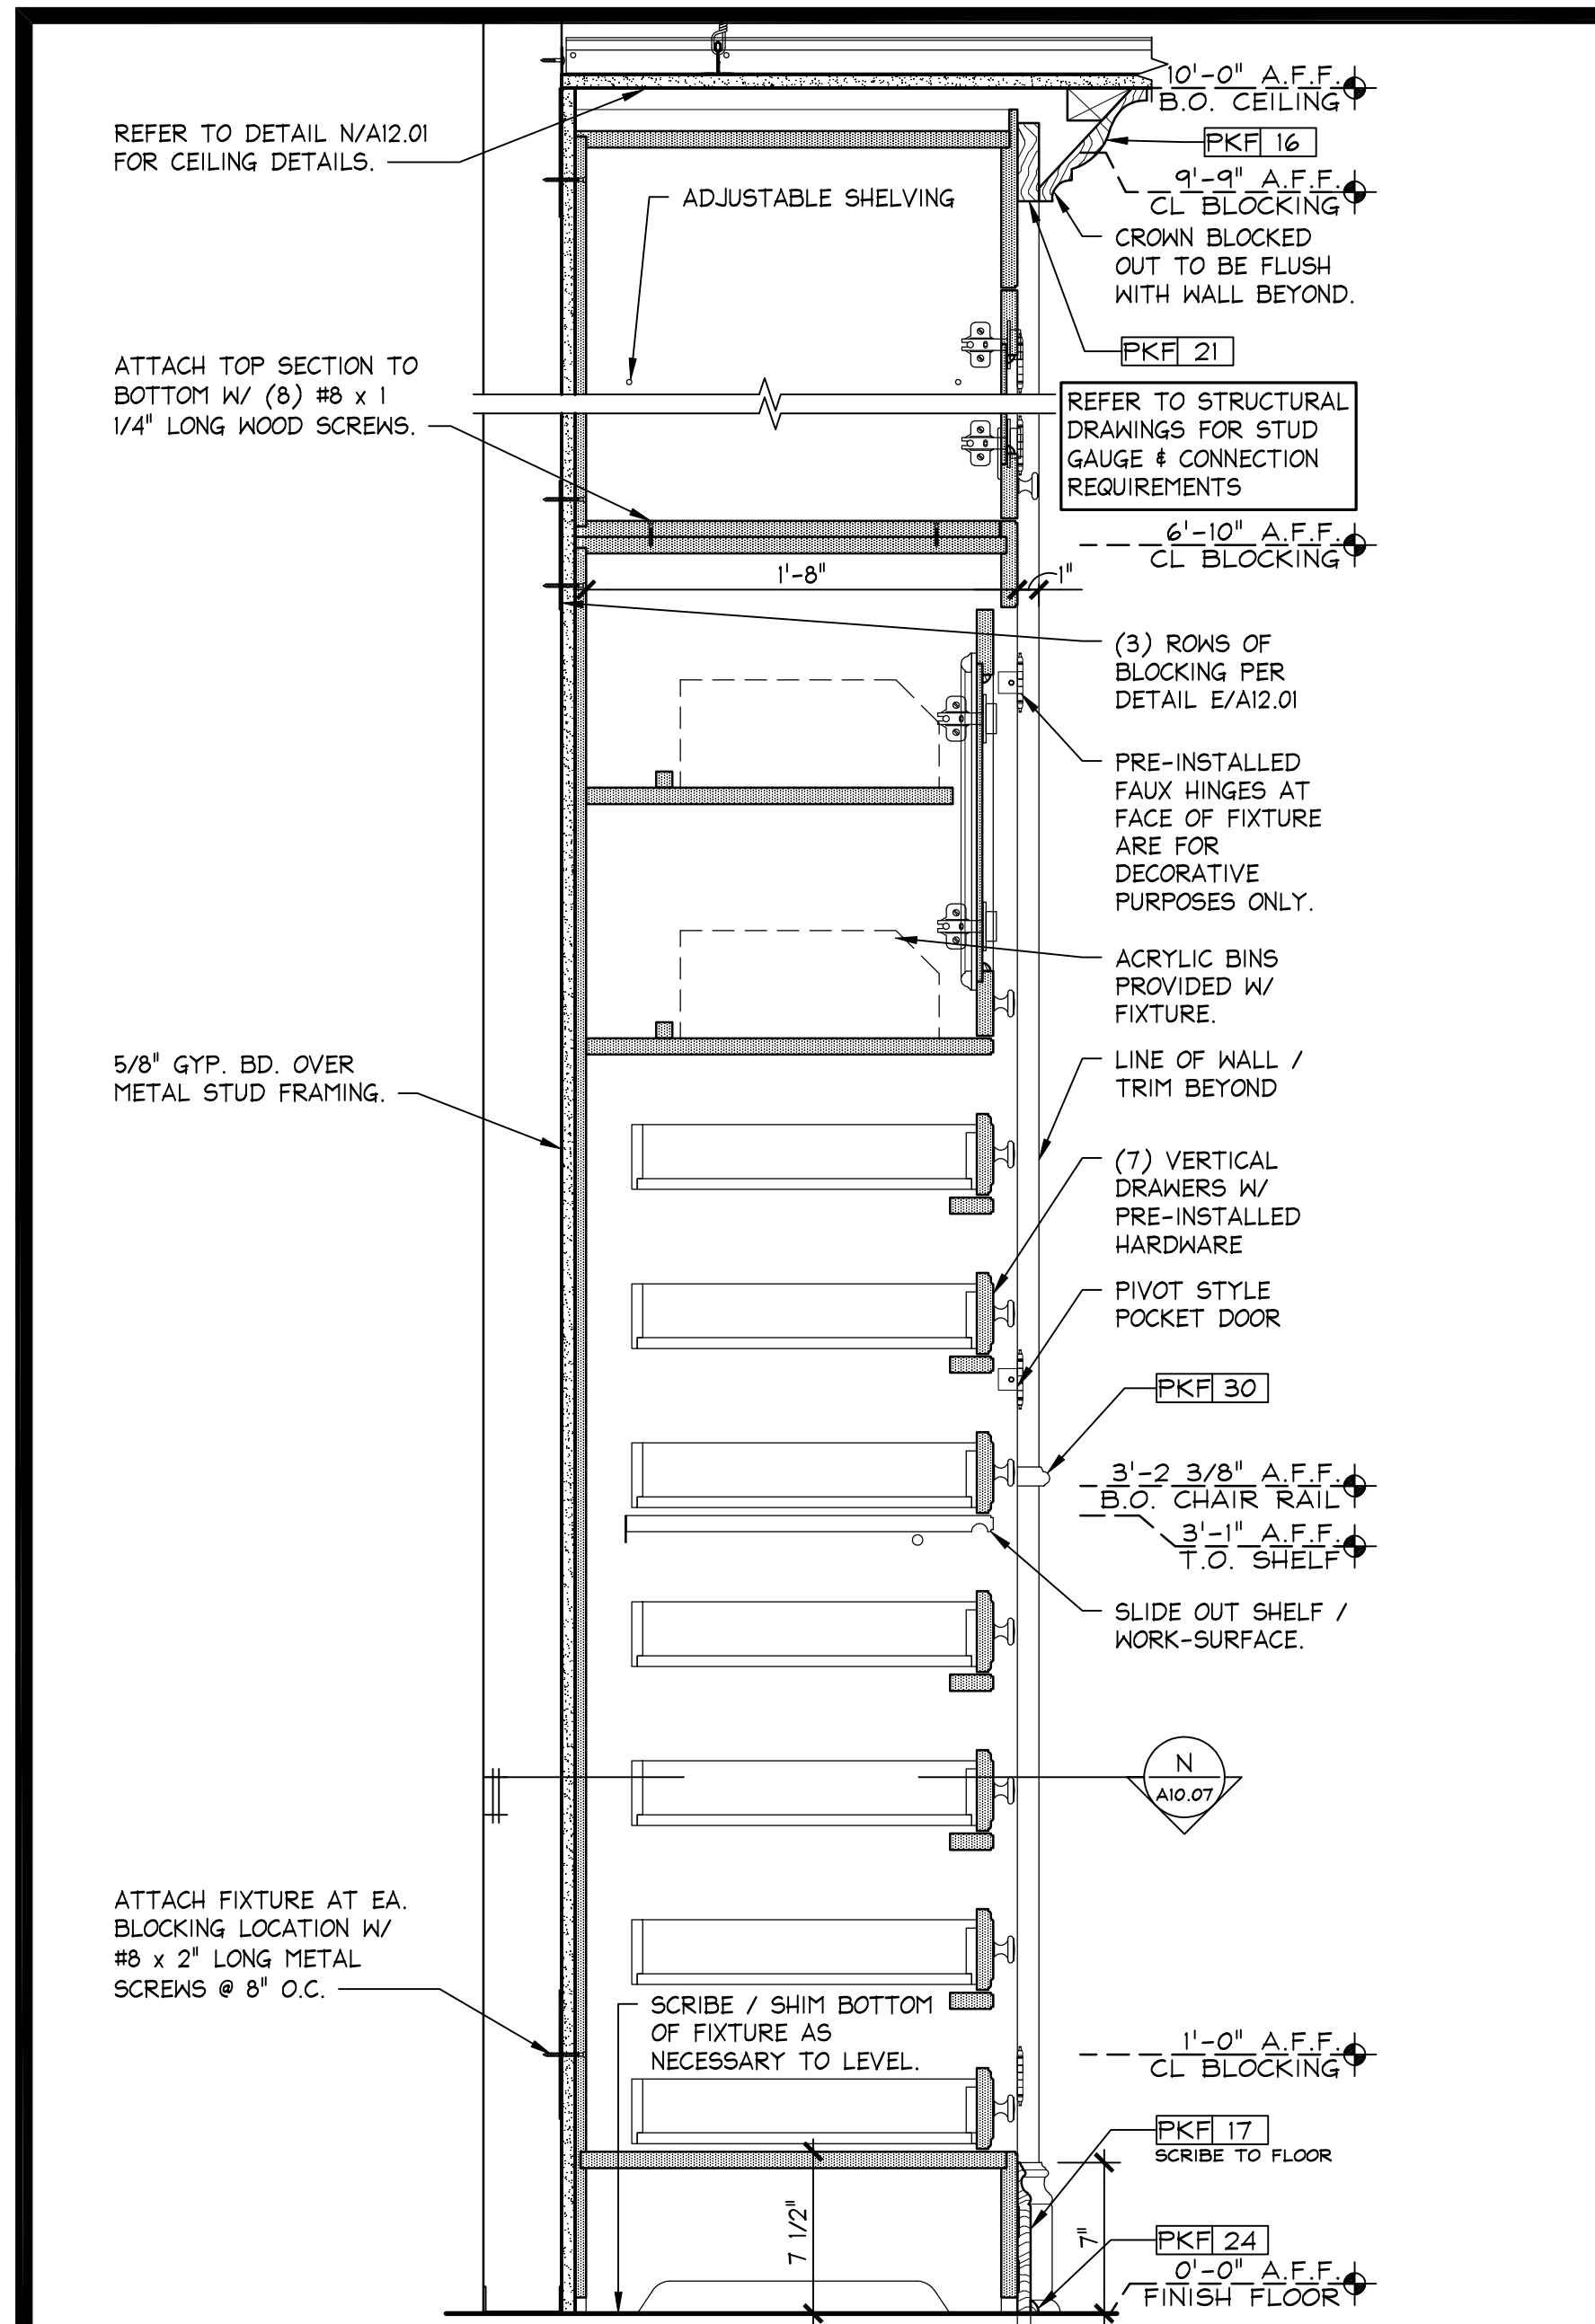 REFER TO DETAIL N/A12.01
FOR CEILING DETAILS.
ADJUSTABLE SHELVING
10'-0" A.F.F.
B.O. CEILING
PKF 16
9'-9" A.F.F.
CL BLOCKING
CROWN BLOCKED
OUT TO BE FLUSH
WITH WALL BEYOND.
PKF 21
ATTACH TOP SECTION TO
BOTTOM W/ (8) #8 x 1
1/4" LONG WOOD SCREWS.
REFER TO STRUCTURAL
DRAWINGS FOR STUD
GAUGE & CONNECTION
REQUIREMENTS
6'-10" A.F.F.
CL BLOCKING
1'-8"
1"
(3) ROWS OF
BLOCKING PER
DETAIL E/A12.01
PRE-INSTALLED
FAUX HINGES AT
FACE OF FIXTURE
ARE FOR
DECORATIVE
PURPOSES ONLY.
ACRYLIC BINS
PROVIDED W/
FIXTURE.
5/8" GYP. BD. OVER
METAL STUD FRAMING.
LINE OF WALL /
TRIM BEYOND
(7) VERTICAL
DRAWERS W/
PRE-INSTALLED
HARDWARE
PIVOT STYLE
POCKET DOOR
PKF 30
3'-2 3/8" A.F.F.
B.O. CHAIR RAIL
3'-1" A.F.F.
T.O. SHELF
SLIDE OUT SHELF /
WORK-SURFACE.
N
A10.07
ATTACH FIXTURE AT EA.
BLOCKING LOCATION W/
#8 x 2" LONG METAL
SCREWS @ 8" O.C.
SCRIBE / SHIM BOTTOM
OF FIXTURE AS
NECESSARY TO LEVEL.
1'-0" A.F.F.
CL BLOCKING
PKF 17
SCRIBE TO FLOOR
7 1/2"
7"
PKF 24
0'-0" A.F.F.
FINISH FLOOR